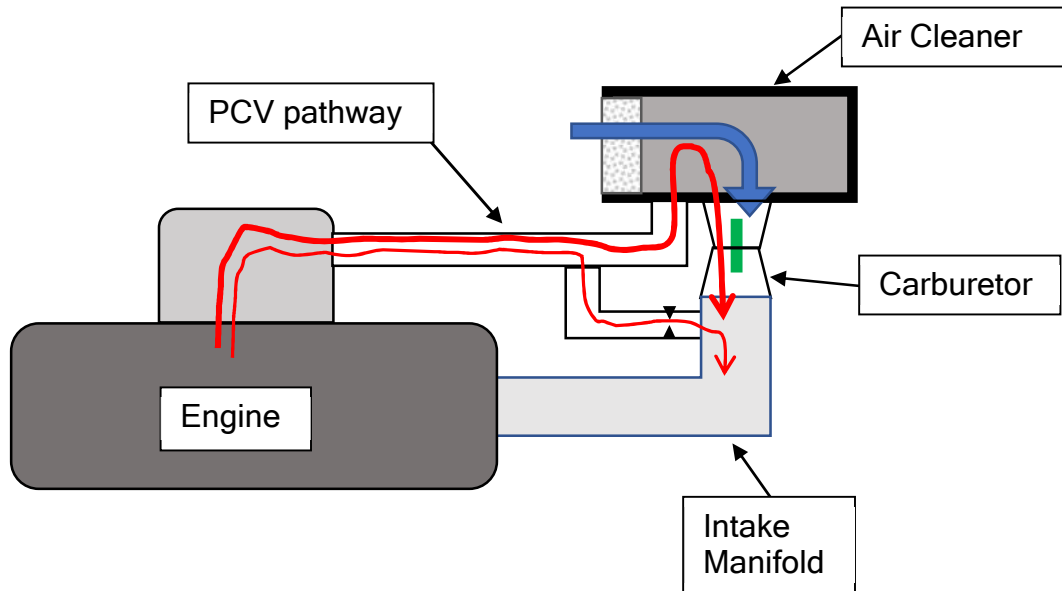 Air Cleaner
PCV pathway
Carburetor
Engine
Intake
Manifold